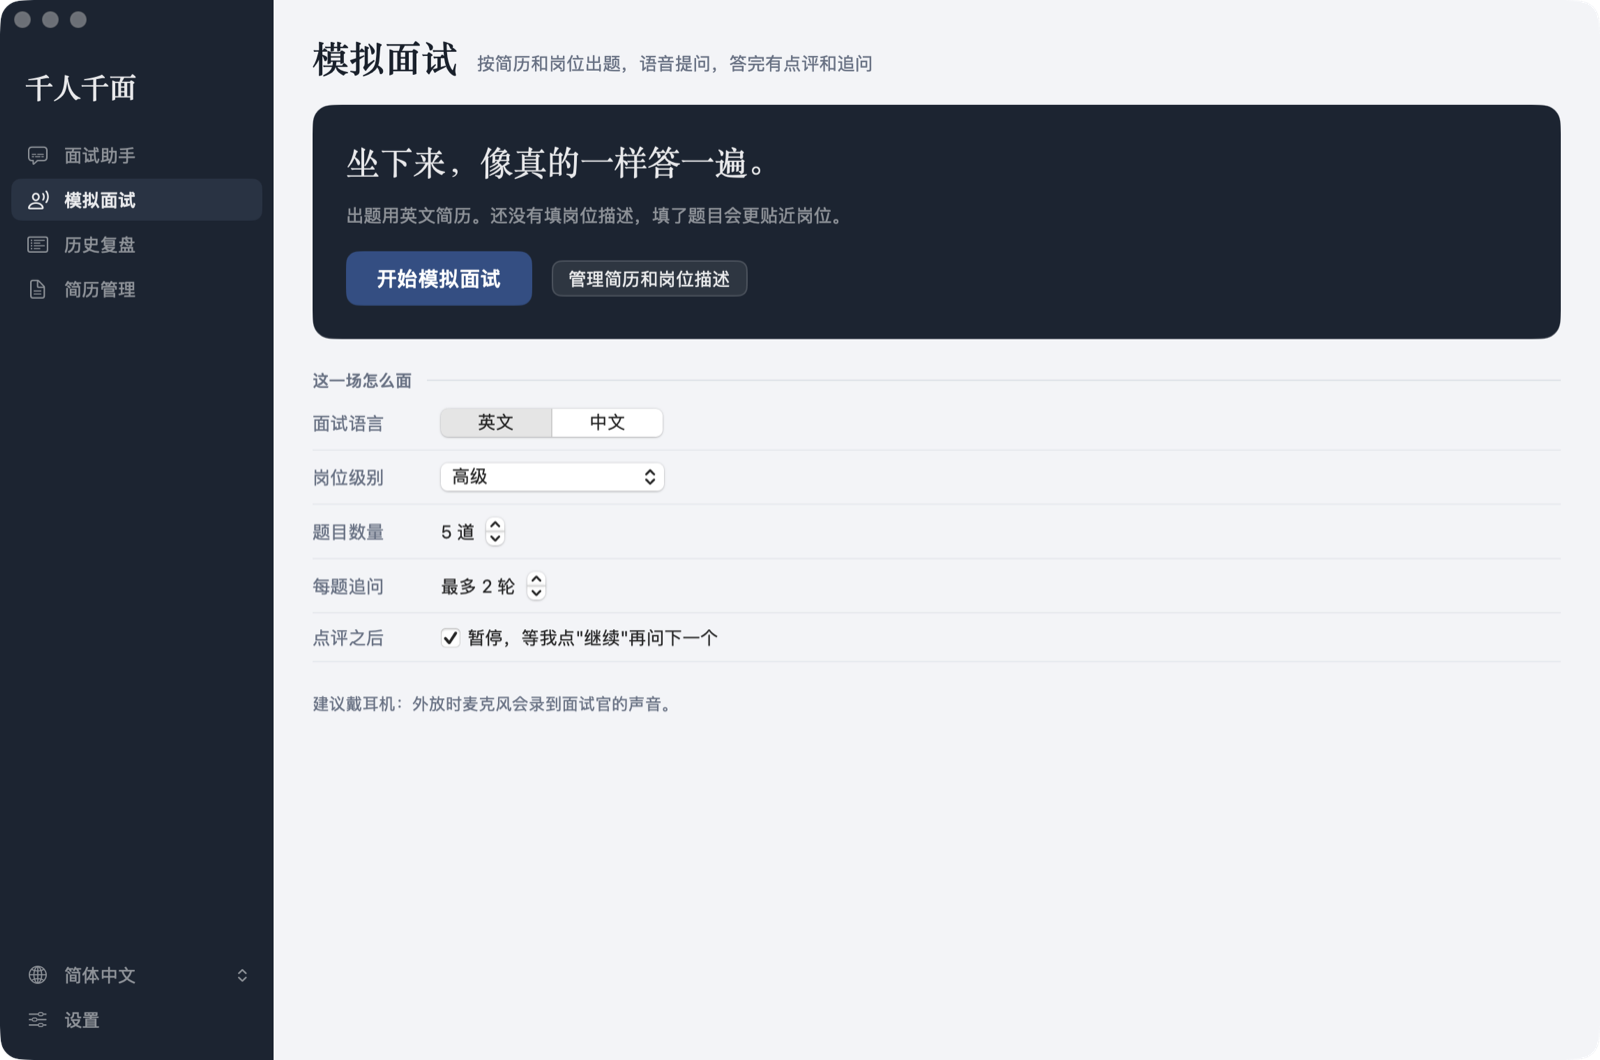 千人千面
面试助手
模拟面试
历史复盘
简历管理
简体中文
设置
模拟面试 按简历和岗位出题，语音提问，答完有点评和追问
坐下来，像真的一样答一遍。
出题用英文简历。还没有填岗位描述，填了题目会更贴近岗位。
开始模拟面试 管理简历和岗位描述
这一场怎么面
面试语言 英文 中文
岗位级别 高级
题目数量 5 道
每题追问 最多 2 轮
点评之后 暂停，等我点"继续"再问下一个
建议戴耳机：外放时麦克风会录到面试官的声音。